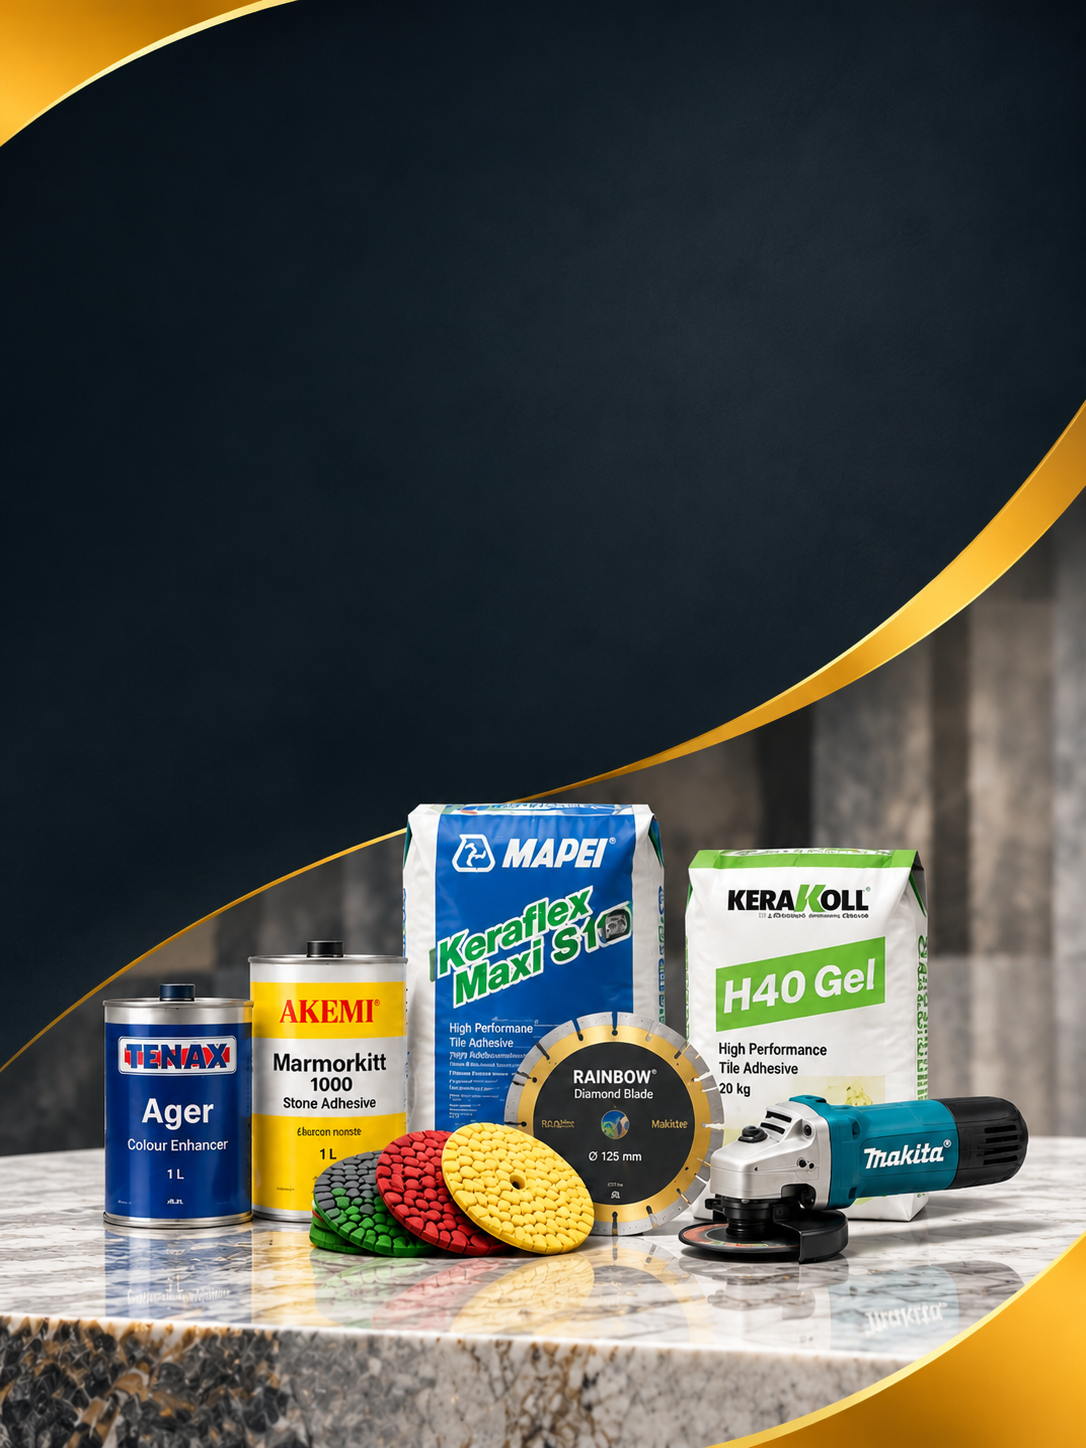 MAPEI®
Keraflex
Maxi S1
High Performane
Tile Adhesive
KERAKOLL®
H40 Gel
High Performance
Tile Adhesive
20 kg
AKEMI®
Marmorkitt
1000
Stone Adhesive
1 L
TENAX
Ager
Colour Enhancer
1 L
RAINBOW®
Diamond Blade
Ø 125 mm
Makita®